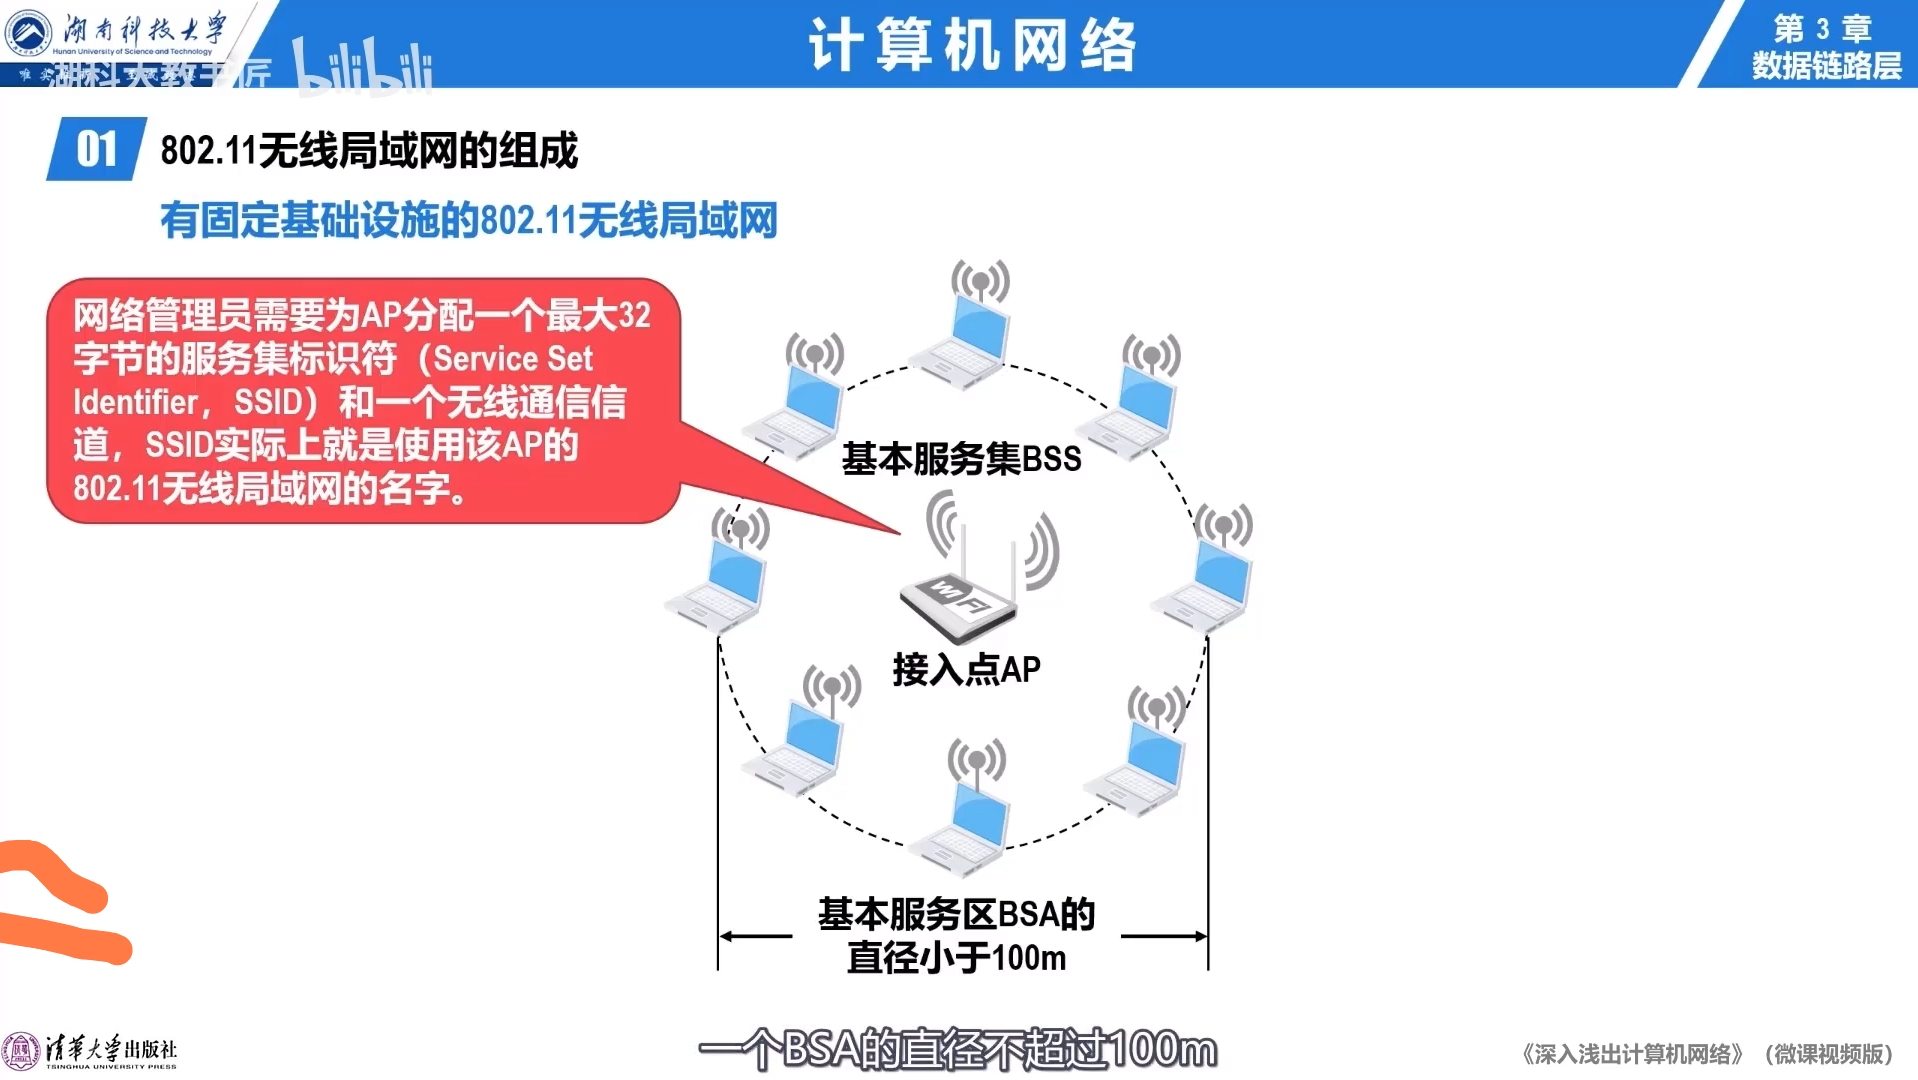 湖南科技大学
Hunan University of Science and Technology
湖科大教书匠 bilibili
计算机网络
第 3 章
数据链路层
01 802.11无线局域网的组成
有固定基础设施的802.11无线局域网
网络管理员需要为AP分配一个最大32
字节的服务集标识符（Service Set
Identifier，SSID）和一个无线通信信
道，SSID实际上就是使用该AP的
802.11无线局域网的名字。
基本服务集BSS
WiFi
接入点AP
基本服务区BSA的
直径小于100m
一个BSA的直径不超过100m
清华大学出版社
TSINGHUA UNIVERSITY PRESS
《深入浅出计算机网络》（微课视频版）